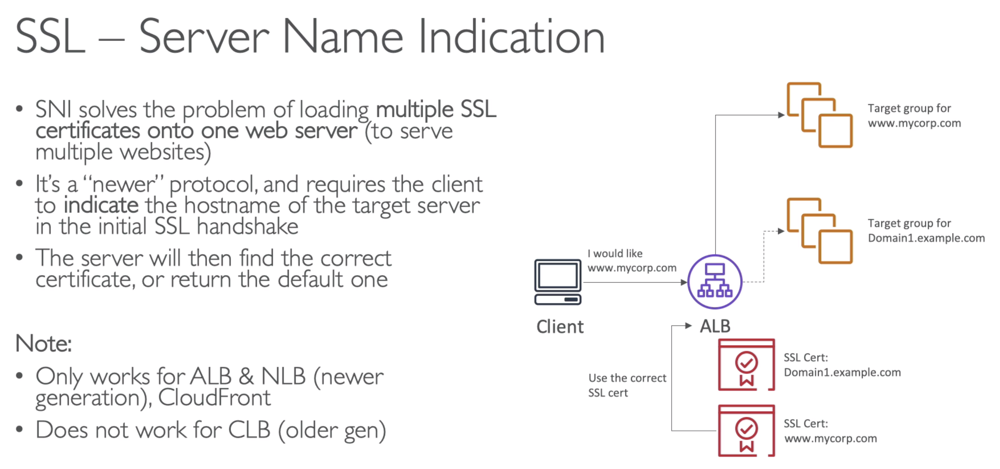 SSL – Server Name Indication
• SNI solves the problem of loading multiple SSL
certificates onto one web server (to serve
multiple websites)
• It’s a “newer” protocol, and requires the client
to indicate the hostname of the target server
in the initial SSL handshake
• The server will then find the correct
certificate, or return the default one
Note:
• Only works for ALB & NLB (newer
generation), CloudFront
• Does not work for CLB (older gen)
Target group for
www.mycorp.com
Target group for
Domain1.example.com
I would like
www.mycorp.com
Client
ALB
Use the correct
SSL cert
SSL Cert:
Domain1.example.com
SSL Cert:
www.mycorp.com